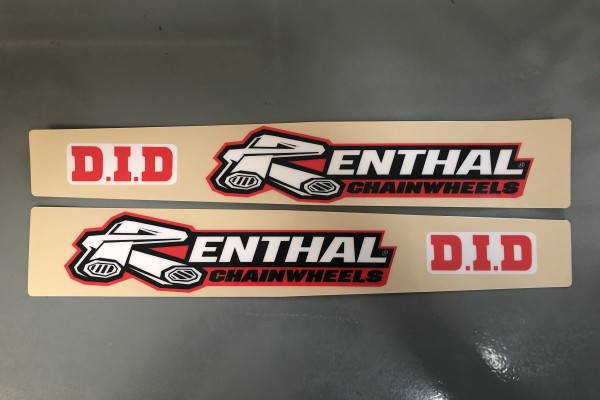 D.I.D RENTHAL®
CHAINWHEELS
RENTHAL® D.I.D
CHAINWHEELS